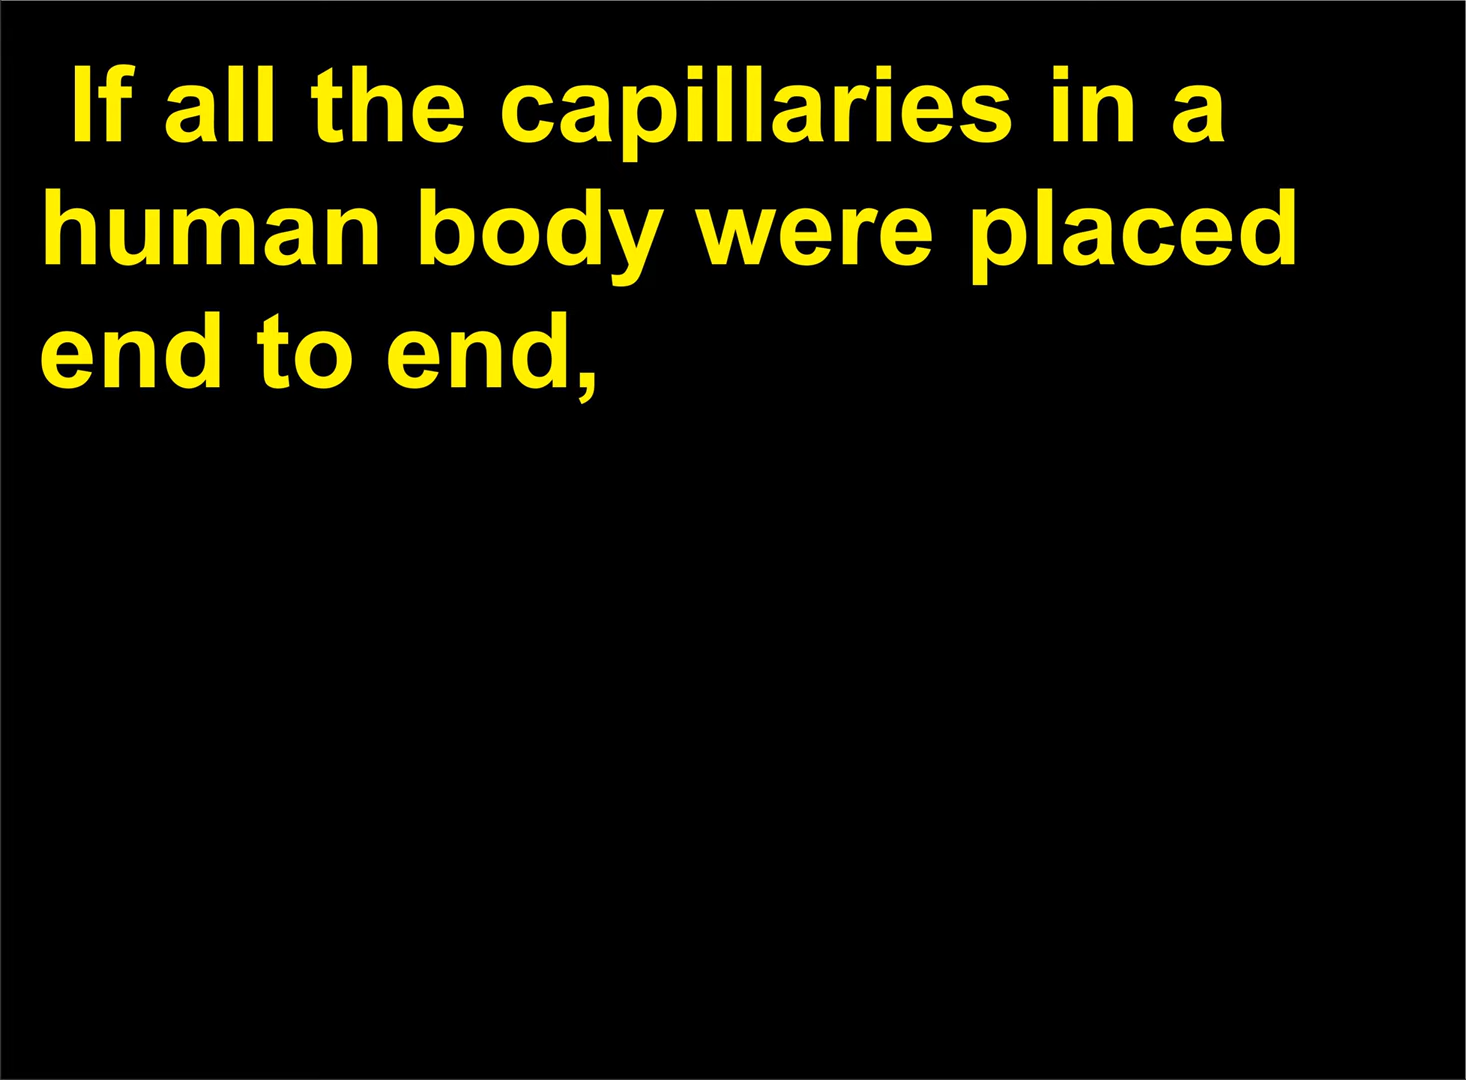 If all the capillaries in a
human body were placed
end to end,